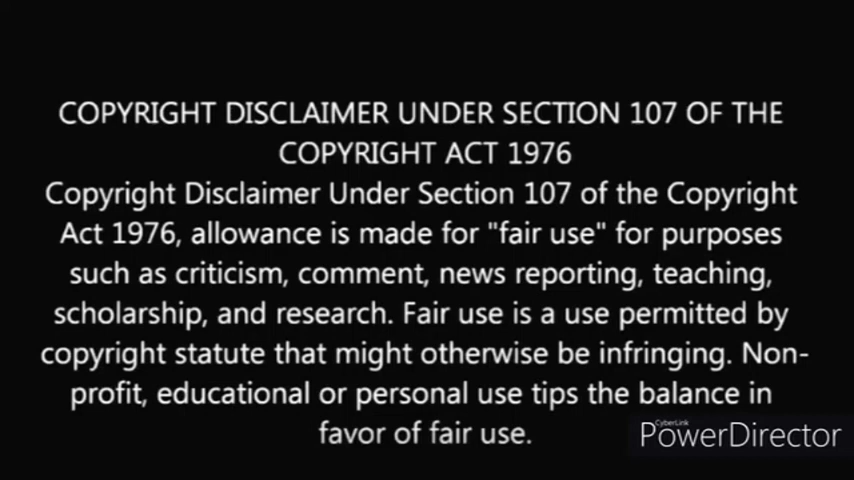 COPYRIGHT DISCLAIMER UNDER SECTION 107 OF THE
COPYRIGHT ACT 1976
Copyright Disclaimer Under Section 107 of the Copyright
Act 1976, allowance is made for "fair use" for purposes
such as criticism, comment, news reporting, teaching,
scholarship, and research. Fair use is a use permitted by
copyright statute that might otherwise be infringing. Non-
profit, educational or personal use tips the balance in
favor of fair use.
CyberLink
PowerDirector